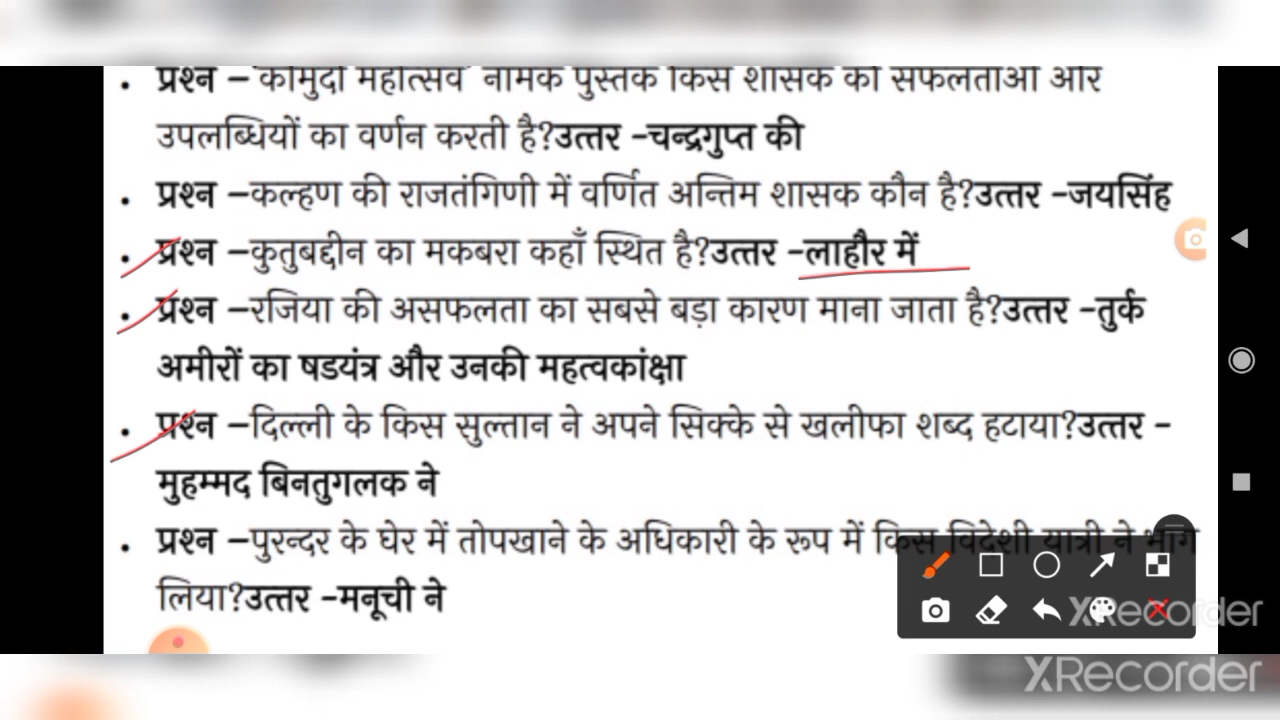 . प्रश्न – कौमुदी महोत्सव नामक पुस्तक किस शासक की सफलताओं और
उपलब्धियों का वर्णन करती है?उत्तर -चन्द्रगुप्त की
. प्रश्न –कल्हण की राजतंगिणी में वर्णित अन्तिम शासक कौन है?उत्तर -जयसिंह
. प्रश्न –कुतुबद्दीन का मकबरा कहाँ स्थित है?उत्तर -लाहौर में
. प्रश्न –रजिया की असफलता का सबसे बड़ा कारण माना जाता है?उत्तर -तुर्क
अमीरों का षडयंत्र और उनकी महत्वकांक्षा
. प्रश्न –दिल्ली के किस सुल्तान ने अपने सिक्के से खलीफा शब्द हटाया?उत्तर -
मुहम्मद बिनतुगलक ने
. प्रश्न –पुरन्दर के घेर में तोपखाने के अधिकारी के रूप में किस विदेशी यात्री ने भाग
लिया?उत्तर -मनूची ने
XRecorder
XRecorder